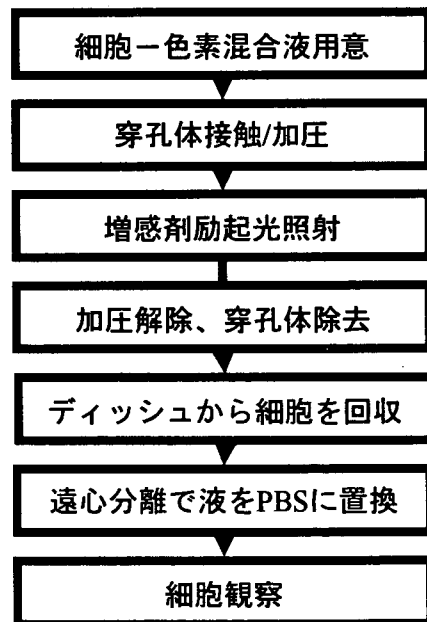 細胞－色素混合液用意
穿孔体接触/加圧
増感剤励起光照射
加圧解除、穿孔体除去
ディッシュから細胞を回収
遠心分離で液をPBSに置換
細胞観察